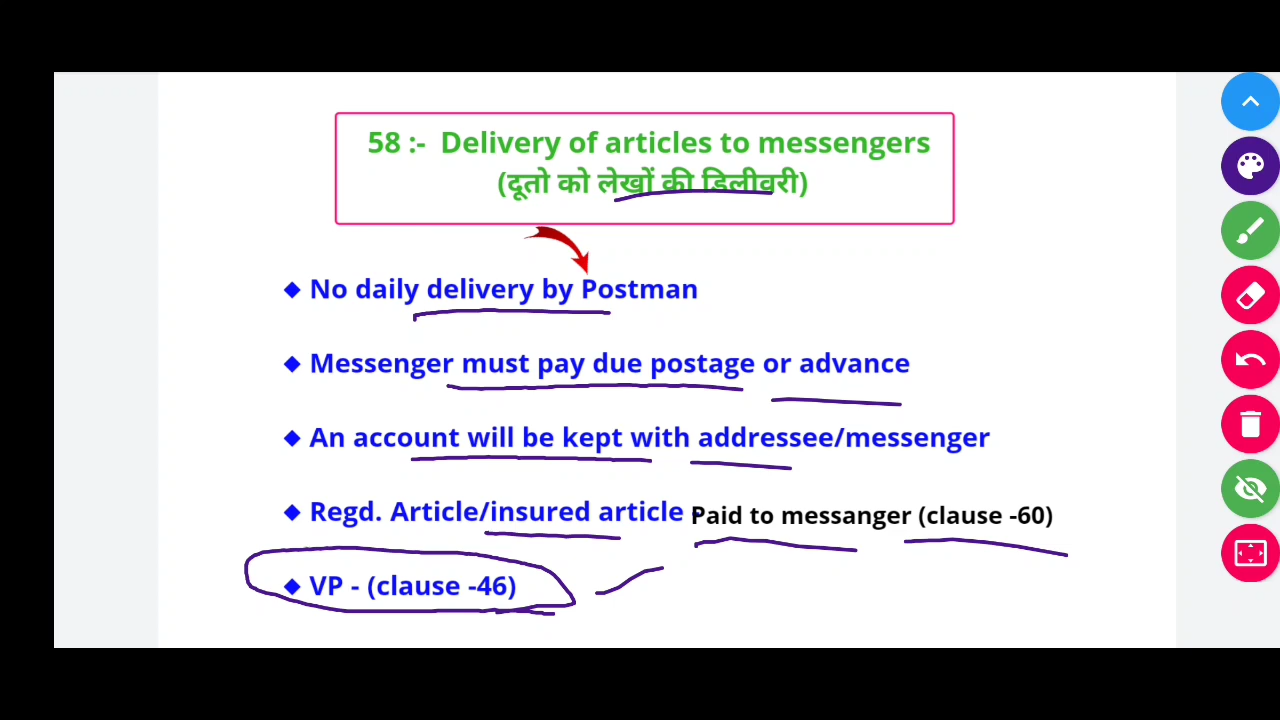 58 :- Delivery of articles to messengers
(दूतो को लेखों की डिलीवरी)
No daily delivery by Postman
Messenger must pay due postage or advance
An account will be kept with addressee/messenger
Regd. Article/insured article Paid to messanger (clause -60)
VP - (clause -46)